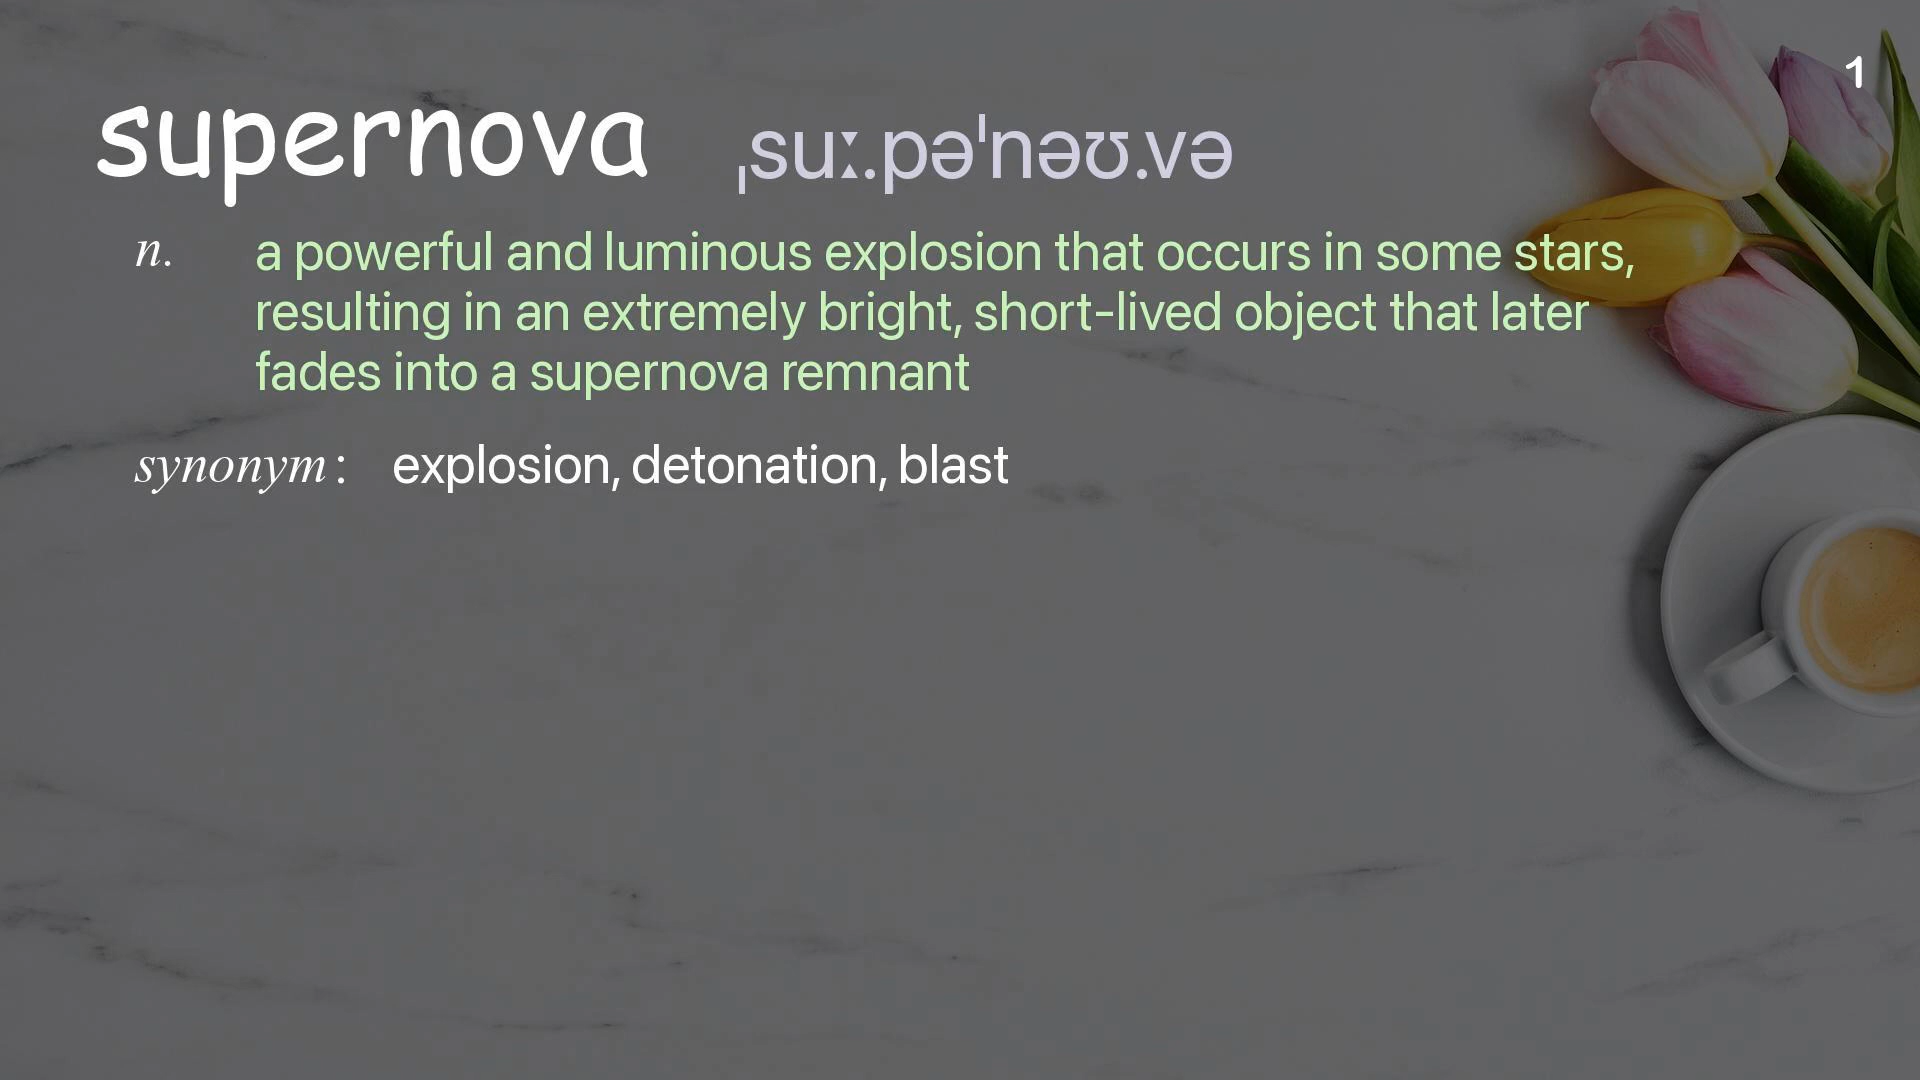 1
supernova ˌsuː.pəˈnəʊ.və
n. a powerful and luminous explosion that occurs in some stars,
resulting in an extremely bright, short-lived object that later
fades into a supernova remnant
synonym : explosion, detonation, blast